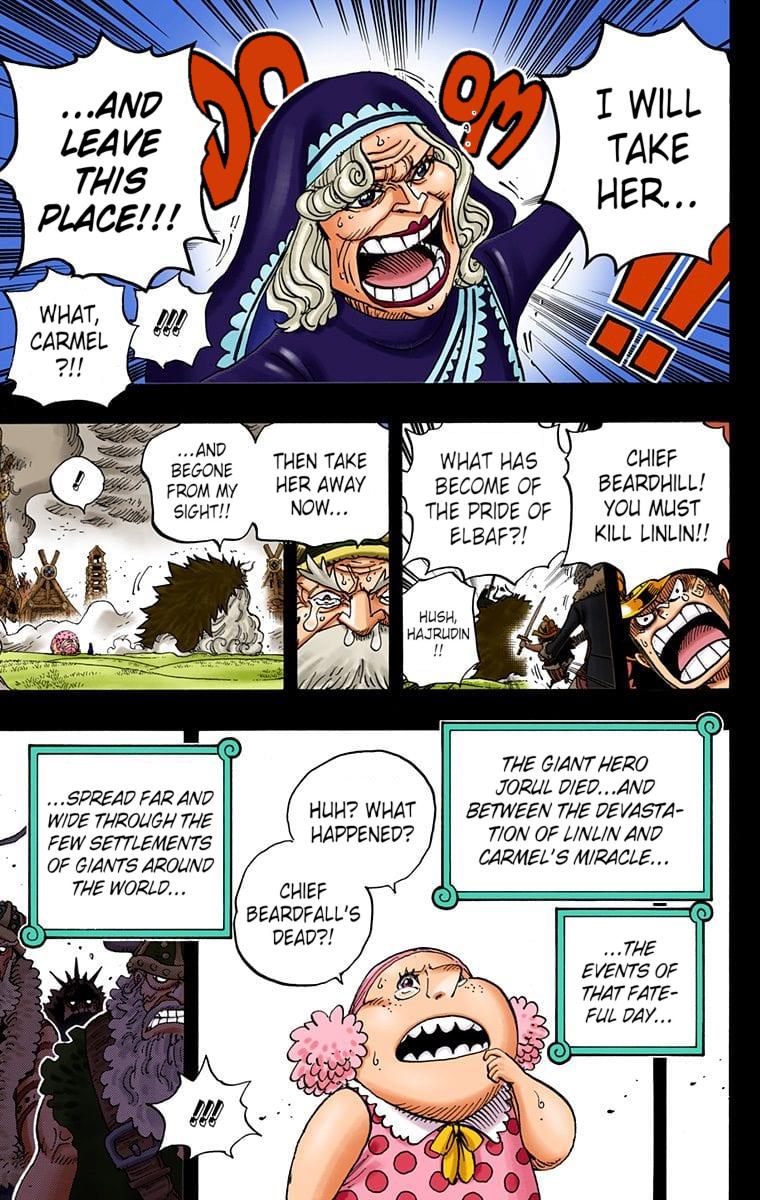 I WILL
TAKE
HER...
DOOM
!!
...AND
LEAVE
THIS
PLACE!!!
!!!
WHAT,
CARMEL
?!!
CHIEF
BEARDHILL!
YOU MUST
KILL LINLIN!!
WHAT HAS
BECOME OF
THE PRIDE OF
ELBAF?!
HUSH,
HAJRUDIN
!!
THEN TAKE
HER AWAY
NOW...
...AND
BEGONE
FROM MY
SIGHT!!
!
THE GIANT HERO
JORUL DIED...AND
BETWEEN THE DEVASTA-
TION OF LINLIN AND
CARMEL'S MIRACLE...
...THE
EVENTS OF
THAT FATE-
FUL DAY...
HUH? WHAT
HAPPENED?
CHIEF
BEARDFALL'S
DEAD?!
...SPREAD FAR AND
WIDE THROUGH THE
FEW SETTLEMENTS
OF GIANTS AROUND
THE WORLD...
!!!